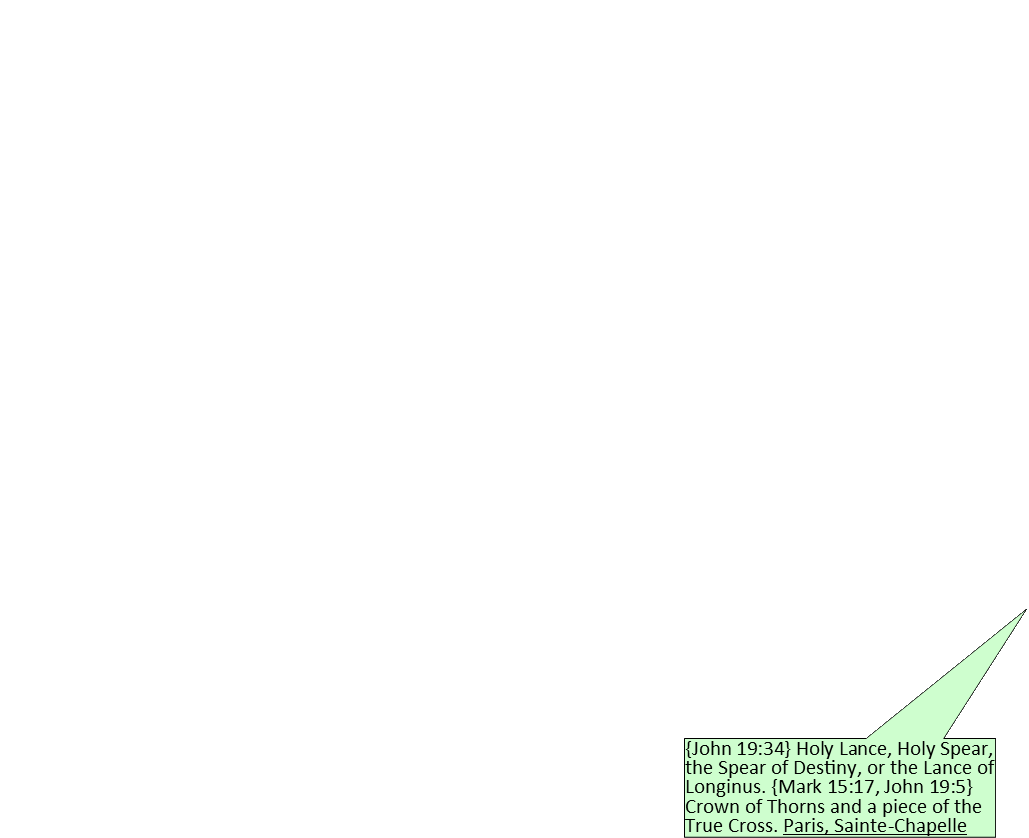 {John 19:34} Holy Lance, Holy Spear,
the Spear of Destiny, or the Lance of
Longinus. {Mark 15:17, John 19:5}
Crown of Thorns and a piece of the
True Cross. Paris, Sainte-Chapelle